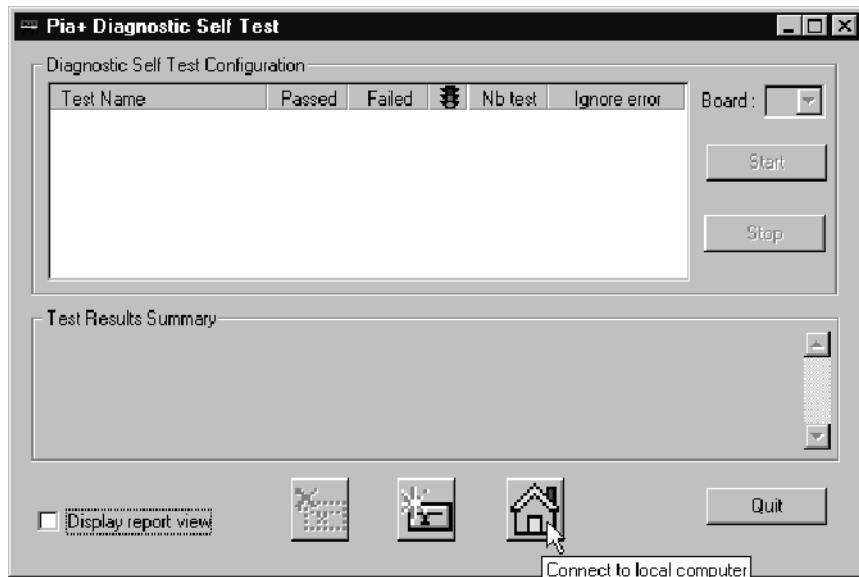 Pia+ Diagnostic Self Test
Diagnostic Self Test Configuration
Test Name Passed Failed Nb test Ignore error
Board :
Start
Stop
Test Results Summary
Display report view
Quit
Connect to local computer